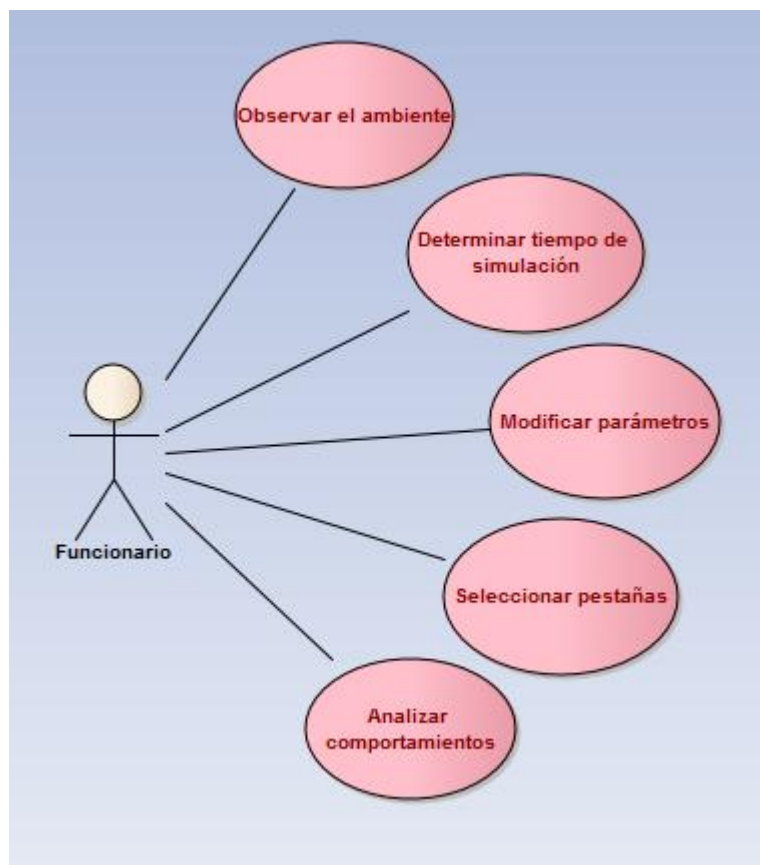 Observar el ambiente
Determinar tiempo de
simulación
Modificar parámetros
Funcionario
Seleccionar pestañas
Analizar
comportamientos